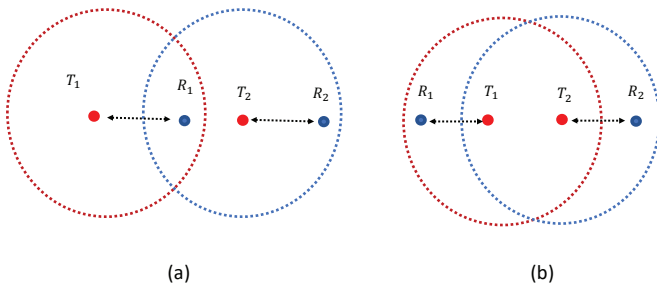 T₁ R₁ T₂ R₂
R₁ T₁ T₂ R₂
(a) (b)